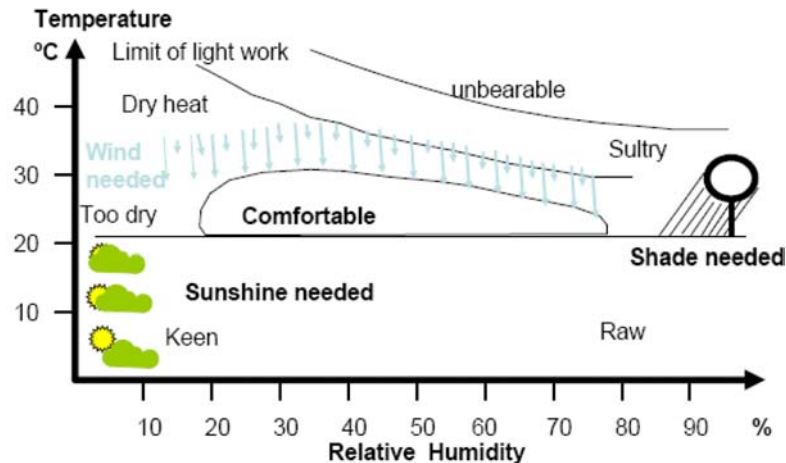 Temperature
ºC
Limit of light work
unbearable
40
Dry heat
Wind
needed
Sultry
30
Too dry
Comfortable
20
Shade needed
Sunshine needed
10
Keen
Raw
10 20 30 40 50 60 70 80 90 %
Relative Humidity